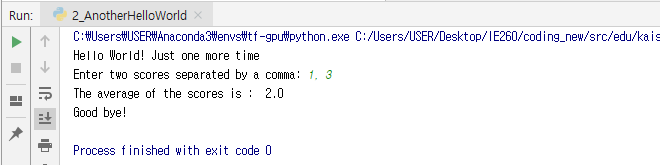 Run: 2_AnotherHelloWorld
C:₩Users₩USER₩Anaconda3₩envs₩tf-gpu₩python.exe C:/Users/USER/Desktop/IE260/coding_new/src/edu/kais
Hello World! Just one more time
Enter two scores separated by a comma: 1, 3
The average of the scores is :  2.0
Good bye!
Process finished with exit code 0